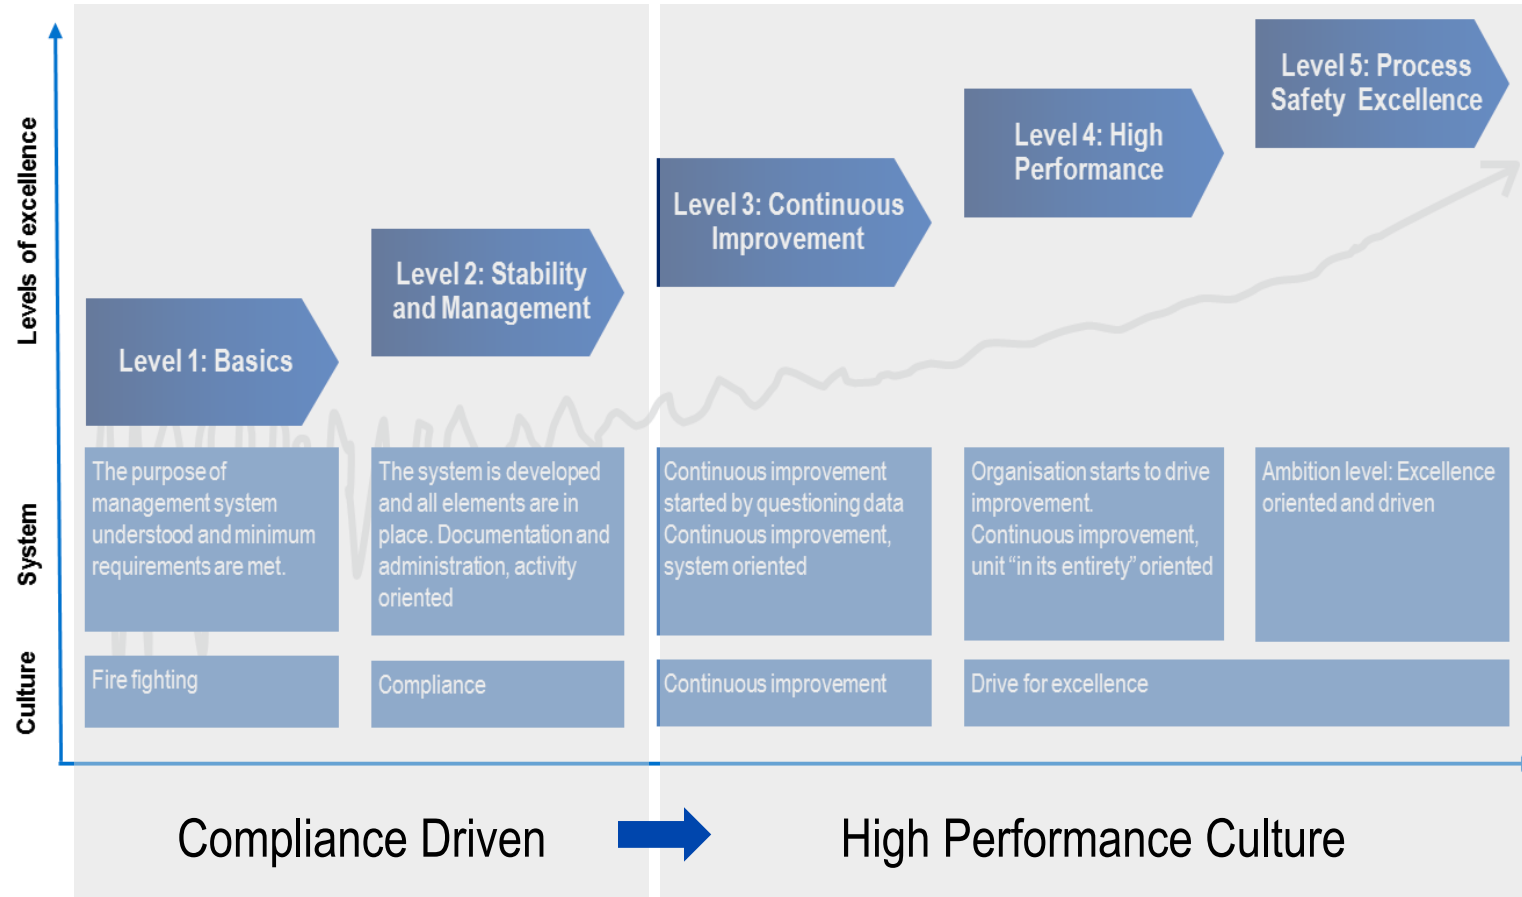 Levels of excellence
Level 1: Basics
Level 2: Stability
and Management
Level 3: Continuous
Improvement
Level 4: High
Performance
Level 5: Process
Safety Excellence
System
The purpose of
management system
understood and minimum
requirements are met.
The system is developed
and all elements are in
place. Documentation and
administration, activity
oriented
Continuous improvement
started by questioning data
Continuous improvement,
system oriented
Organisation starts to drive
improvement.
Continuous improvement,
unit “in its entirety” oriented
Ambition level: Excellence
oriented and driven
Culture
Fire fighting
Compliance
Continuous improvement
Drive for excellence
Compliance Driven
High Performance Culture